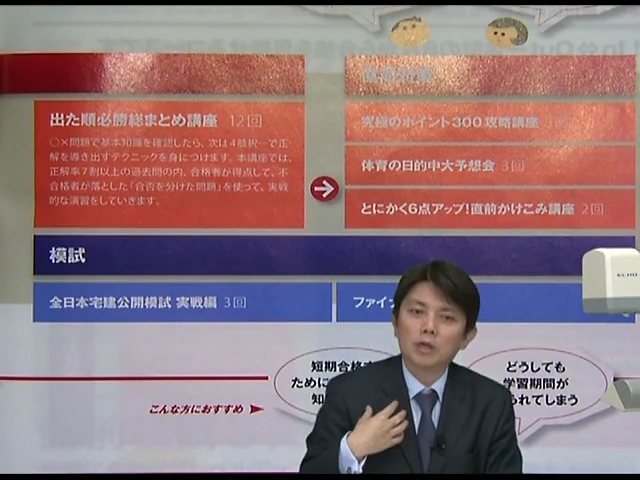 出た順必勝総まとめ講座 12回
○×問題で基本知識を確認したら、次は4肢択一で正
解を導き出すテクニックを身につけます。本講座では、
正解率7割以上の過去問の内、合格者が得点して、不
合格者が落とした「合否を分けた問題」を使って、実戦
的な演習をしていきます。
究極のポイント300攻略講座
体育の日的中大予想会 3回
とにかく6点アップ!直前かけこみ講座 2回
模試
全日本宅建公開模試 実戦編 3回
ファイナ
ELMO
短期合格
ために
知
こんな方におすすめ
どうしても
学習期間が
られてしまう